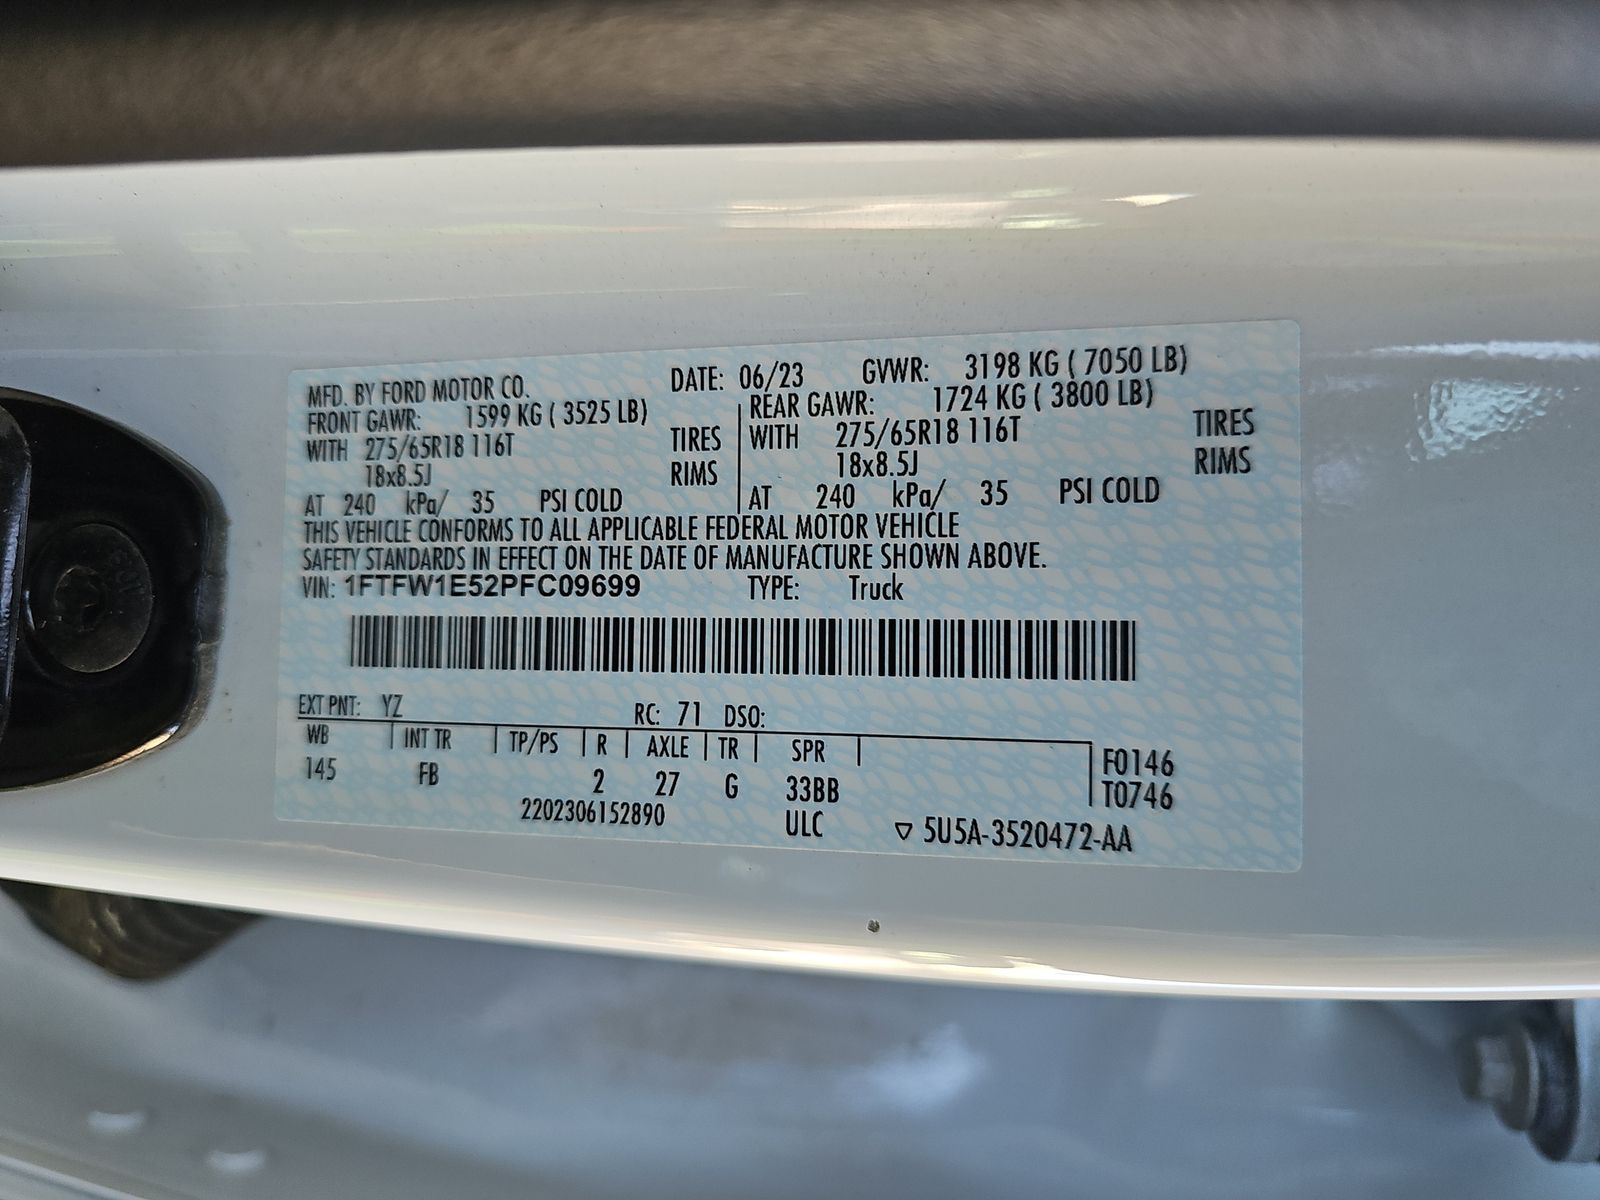 MFD. BY FORD MOTOR CO. DATE: 06/23 GVWR: 3198 KG ( 7050 LB)
FRONT GAWR: 1599 KG ( 3525 LB) REAR GAWR: 1724 KG ( 3800 LB)
WITH 275/65R18 116T TIRES WITH 275/65R18 116T TIRES
18x8.5J RIMS 18x8.5J RIMS
AT 240 kPa/ 35 PSI COLD AT 240 kPa/ 35 PSI COLD
THIS VEHICLE CONFORMS TO ALL APPLICABLE FEDERAL MOTOR VEHICLE
SAFETY STANDARDS IN EFFECT ON THE DATE OF MANUFACTURE SHOWN ABOVE.
VIN: 1FTFW1E52PFC09699 TYPE: Truck
EXT PNT: YZ RC: 71 DSO:
WB INT TR TP/PS R AXLE TR SPR F0146
145 FB 2 27 G 33BB T0746
2202306152890 ULC ▽ 5U5A-3520472-AA